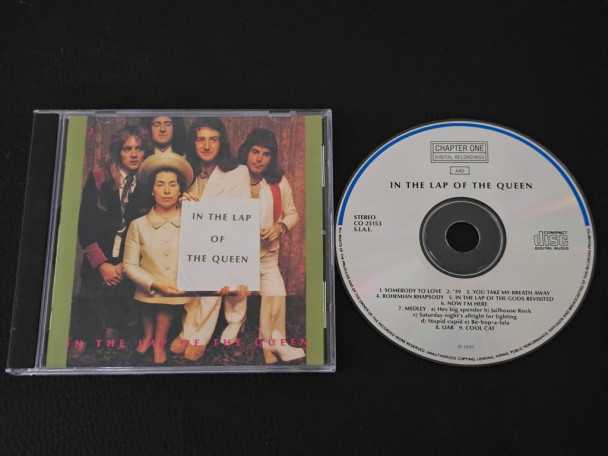 IN THE LAP
OF
THE QUEEN
IN THE LAP OF THE QUEEN
CHAPTER ONE
DIGITAL RECORDINGS
AAD
IN THE LAP OF THE QUEEN
STEREO
CO 25153
S.I.A.E.
COMPACT
disc
DIGITAL AUDIO
1. SOMEBODY TO LOVE 2. '39 3. YOU TAKE MY BREATH AWAY
4. BOHEMIAN RHAPSODY 5. IN THE LAP OF THE GODS REVISITED
6. NOW I'M HERE
7. MEDLEY a) Hey big spender b) Jailhouse Rock
c) Saturday night's allright for fighting
d) Stupid cupid e) Be-bop-a-lula
8. LIAR 9. COOL CAT